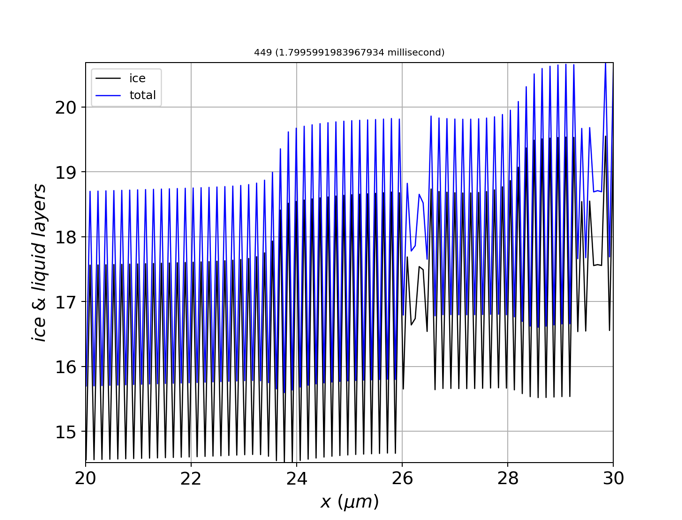 449 (1.7995991983967934 millisecond)
ice
total
20
19
18
17
16
15
ice & liquid layers
20
22
24
26
28
30
x (μm)